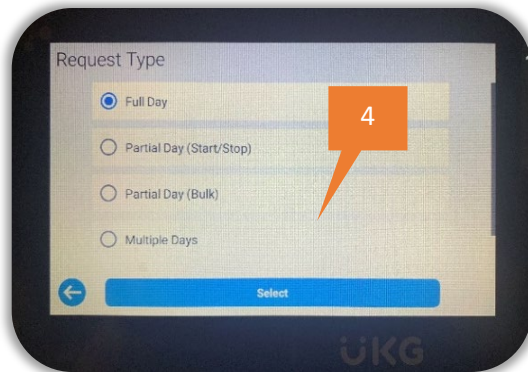 Request Type
Full Day
4
Partial Day (Start/Stop)
Partial Day (Bulk)
Multiple Days
Select
UKG